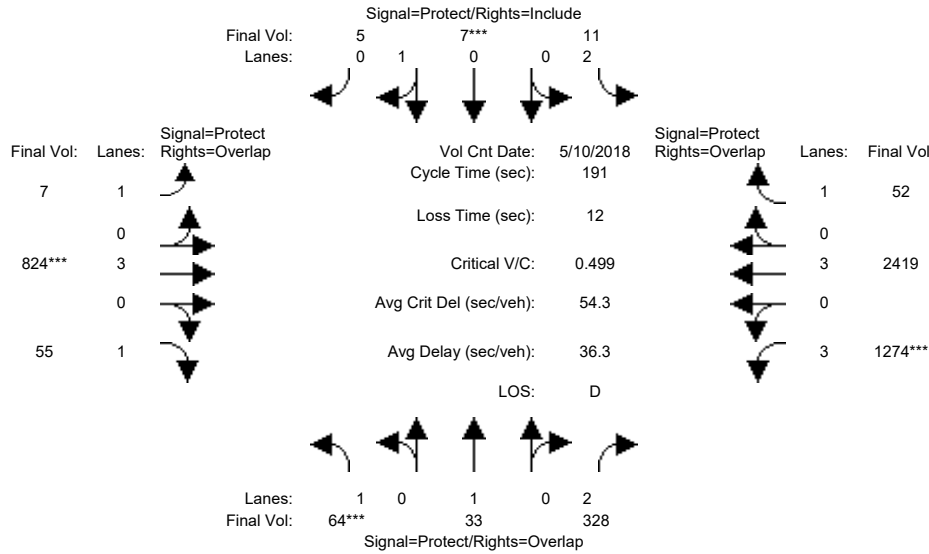 Signal=Protect/Rights=Include
Final Vol: 5 7*** 11
Lanes: 0 1 0 0 2
Signal=Protect
Final Vol: Lanes: Rights=Overlap
Vol Cnt Date: 5/10/2018
Signal=Protect
Rights=Overlap Lanes: Final Vol
Cycle Time (sec): 191
7 1
1 52
Loss Time (sec): 12
0
0
824*** 3
Critical V/C: 0.499
3 2419
0
Avg Crit Del (sec/veh): 54.3
0
55 1
Avg Delay (sec/veh): 36.3
3 1274***
LOS: D
Lanes: 1 0 1 0 2
Final Vol: 64*** 33 328
Signal=Protect/Rights=Overlap